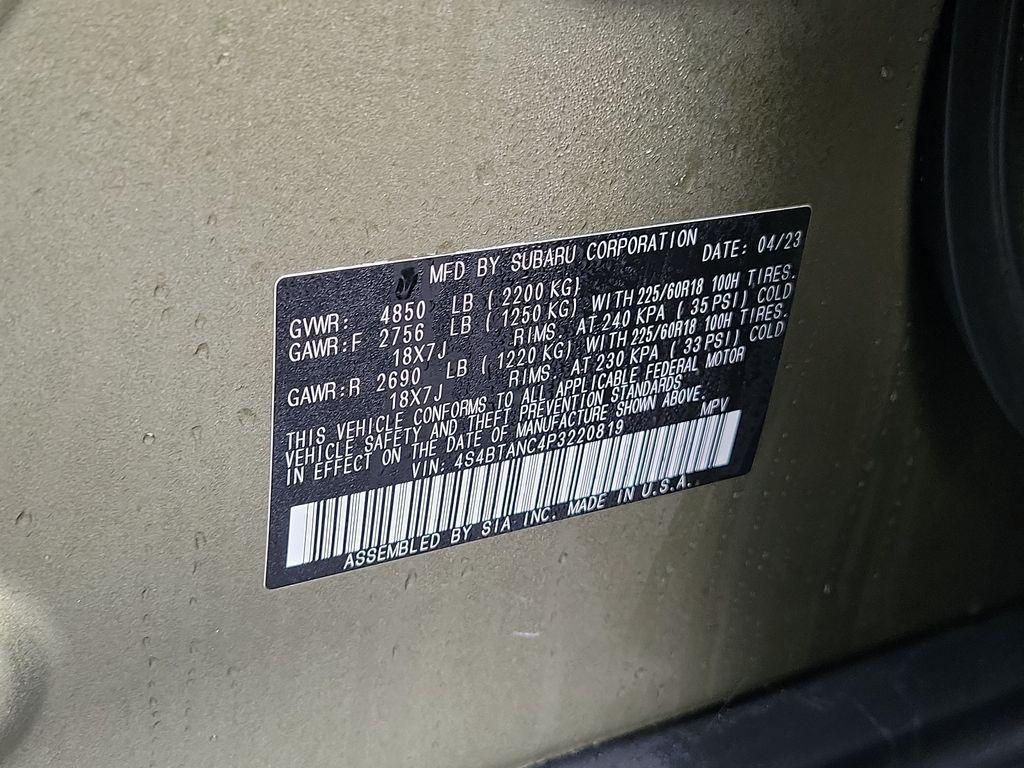 MFD BY SUBARU CORPORATION DATE: 04/23
GVWR: 4850 LB ( 2200 KG)
GAWR:F 2756 LB ( 1250 KG) WITH 225/60R18 100H TIRES.
18X7J RIMS. AT 240 KPA ( 35 PSI) COLD
GAWR:R 2690 LB ( 1220 KG) WITH 225/60R18 100H TIRES.
18X7J RIMS. AT 230 KPA ( 33 PSI) COLD
THIS VEHICLE CONFORMS TO ALL APPLICABLE FEDERAL MOTOR
VEHICLE SAFETY AND THEFT PREVENTION STANDARDS
IN EFFECT ON THE DATE OF MANUFACTURE SHOWN ABOVE.
VIN: 4S4BTANC4P3220819 MPV
ASSEMBLED BY SIA INC. MADE IN U.S.A.